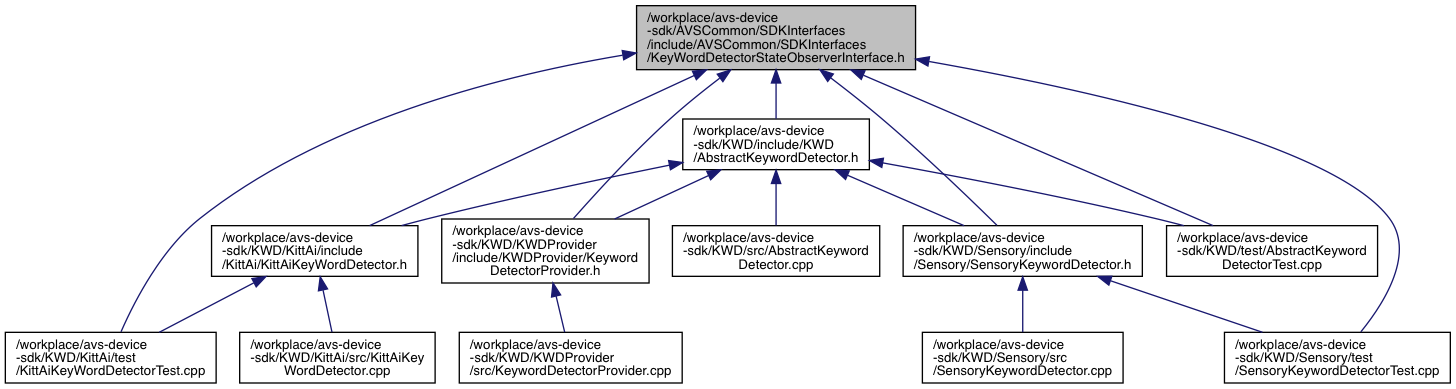 /workplace/avs-device
-sdk/AVSCommon/SDKInterfaces
/include/AVSCommon/SDKInterfaces
/KeyWordDetectorStateObserverInterface.h
/workplace/avs-device
-sdk/KWD/include/KWD
/AbstractKeywordDetector.h
/workplace/avs-device
-sdk/KWD/KittAi/include
/KittAi/KittAiKeyWordDetector.h
/workplace/avs-device
-sdk/KWD/KWDProvider
/include/KWDProvider/Keyword
DetectorProvider.h
/workplace/avs-device
-sdk/KWD/src/AbstractKeyword
Detector.cpp
/workplace/avs-device
-sdk/KWD/Sensory/include
/Sensory/SensoryKeywordDetector.h
/workplace/avs-device
-sdk/KWD/test/AbstractKeyword
DetectorTest.cpp
/workplace/avs-device
-sdk/KWD/KittAi/test
/KittAiKeyWordDetectorTest.cpp
/workplace/avs-device
-sdk/KWD/KittAi/src/KittAiKey
WordDetector.cpp
/workplace/avs-device
-sdk/KWD/KWDProvider
/src/KeywordDetectorProvider.cpp
/workplace/avs-device
-sdk/KWD/Sensory/src
/SensoryKeywordDetector.cpp
/workplace/avs-device
-sdk/KWD/Sensory/test
/SensoryKeywordDetectorTest.cpp